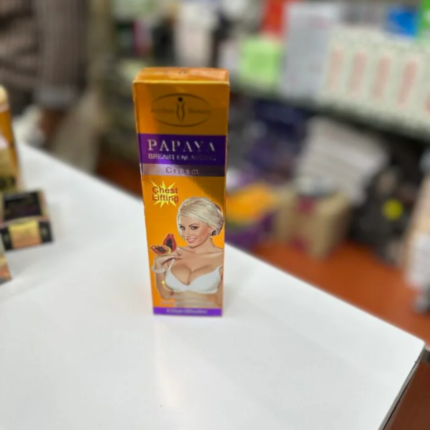 PAPAYA
BREAST ENLARGING
Cream
Chest
Lifting